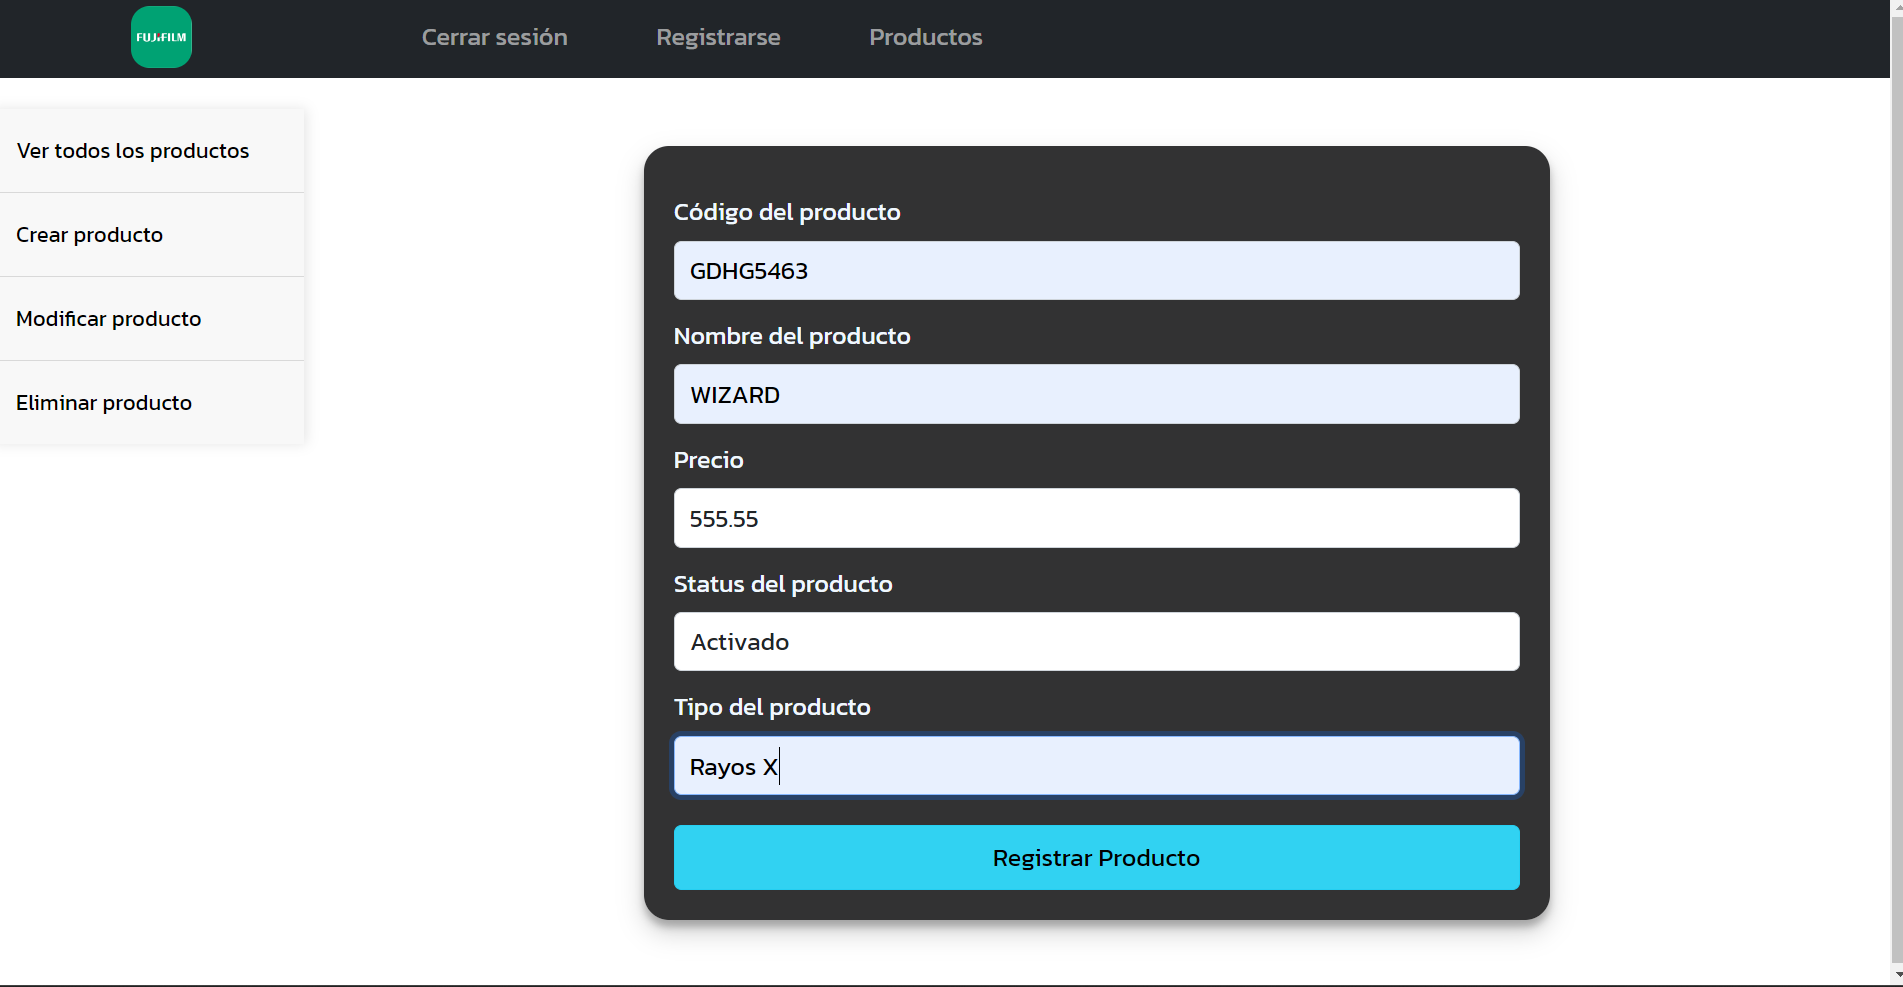 FUJIFILM
Cerrar sesión
Registrarse
Productos
Ver todos los productos
Crear producto
Modificar producto
Eliminar producto
Código del producto
GDHG5463
Nombre del producto
WIZARD
Precio
555.55
Status del producto
Activado
Tipo del producto
Rayos X
Registrar Producto